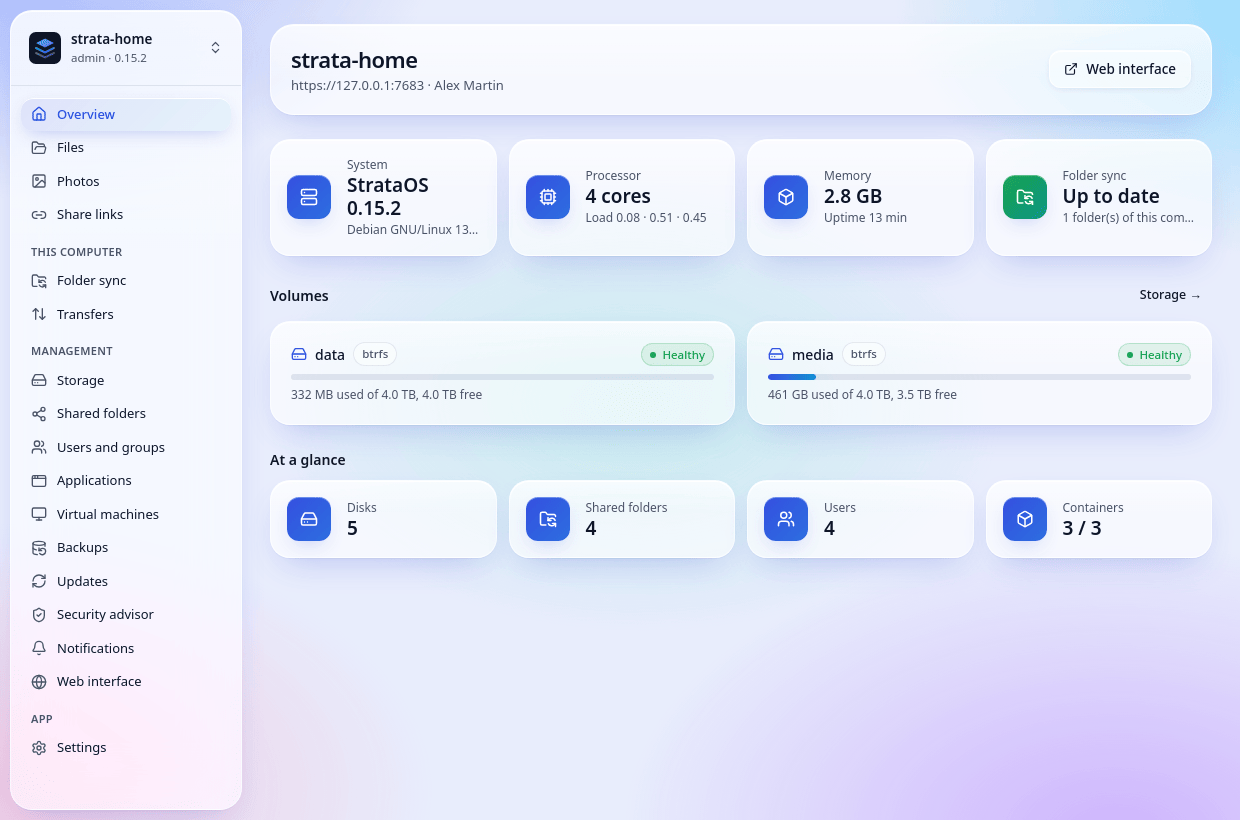 strata-home
admin · 0.15.2
Overview
Files
Photos
Share links
THIS COMPUTER
Folder sync
Transfers
MANAGEMENT
Storage
Shared folders
Users and groups
Applications
Virtual machines
Backups
Updates
Security advisor
Notifications
Web interface
APP
Settings
strata-home
https://127.0.0.1:7683 · Alex Martin
Web interface
System
StrataOS
0.15.2
Debian GNU/Linux 13...
Processor
4 cores
Load 0.08 · 0.51 · 0.45
Memory
2.8 GB
Uptime 13 min
Folder sync
Up to date
1 folder(s) of this com...
Volumes
Storage →
data btrfs Healthy
332 MB used of 4.0 TB, 4.0 TB free
media btrfs Healthy
461 GB used of 4.0 TB, 3.5 TB free
At a glance
Disks
5
Shared folders
4
Users
4
Containers
3 / 3